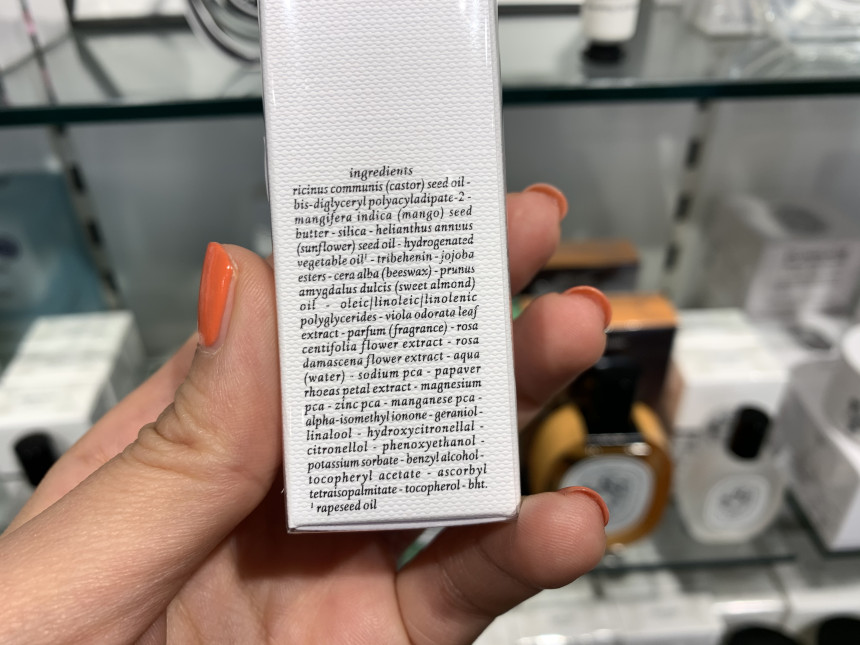 ingredients
ricinus communis (castor) seed oil -
bis-diglyceryl polyacyladipate-2 -
mangifera indica (mango) seed
butter - silica - helianthus annuus
(sunflower) seed oil - hydrogenated
vegetable oil¹ - tribehenin - jojoba
esters - cera alba (beeswax) - prunus
amygdalus dulcis (sweet almond)
oil - oleic/linoleic/linolenic
polyglycerides - viola odorata leaf
extract - parfum (fragrance) - rosa
centifolia flower extract - rosa
damascena flower extract - aqua
(water) - sodium pca - papaver
rhoeas petal extract - magnesium
pca - zinc pca - manganese pca -
alpha-isomethyl ionone - geraniol -
linalool - hydroxycitronellal -
citronellol - phenoxyethanol -
potassium sorbate - benzyl alcohol -
tocopheryl acetate - ascorbyl
tetraisopalmitate - tocopherol - bht.
¹ rapeseed oil